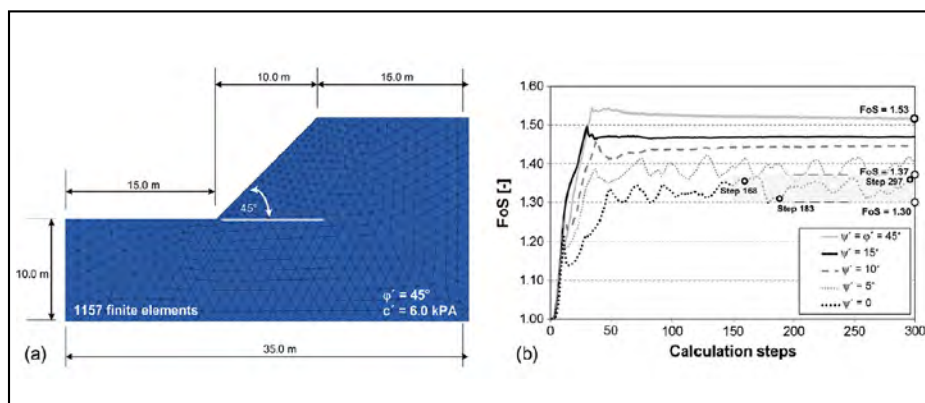 10.0 m
15.0 m
15.0 m
45°
10.0 m
1157 finite elements
φ´ = 45°
c´ = 6.0 kPA
35.0 m
(a)
FoS [-]
1.60
1.50
1.40
1.30
1.20
1.10
1.00
FoS = 1.53
FoS = 1.37
Step 297
Step 168
Step 183
FoS = 1.30
ψ´ = φ´ = 45°
ψ´ = 15°
ψ´ = 10°
ψ´ = 5°
ψ´ = 0
0 50 100 150 200 250 300
Calculation steps
(b)